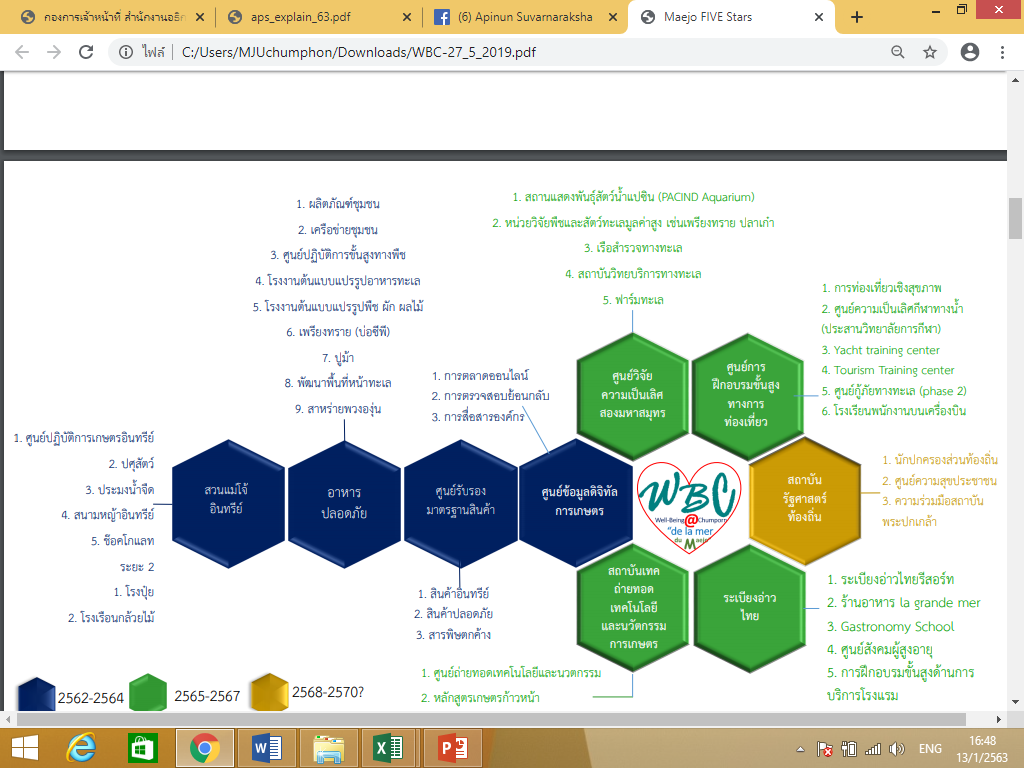 กองการเจ้าหน้าที่ สำนักงานอธิก
aps_explain_63.pdf
(6) Apinun Suvarnaraksha
Maejo FIVE Stars
ไฟล์
C:/Users/MJUchumphon/Downloads/WBC-27_5_2019.pdf
1. ผลิตภัณฑ์ชุมชน
2. เครือข่ายชุมชน
3. ศูนย์ปฏิบัติการขั้นสูงทางพืช
4. โรงงานต้นแบบแปรรูปอาหารทะเล
5. โรงงานต้นแบบแปรรูปพืช ผัก ผลไม้
6. เพรียงทราย (บ่อซีพี)
7. ปูม้า
8. พัฒนาพื้นที่หน้าทะเล
9. สาหร่ายพวงองุ่น
1. สถานแสดงพันธุ์สัตว์น้ำแปซิน (PACIND Aquarium)
2. หน่วยวิจัยพืชและสัตว์ทะเลมูลค่าสูง เช่นเพรียงทราย ปลาเก๋า
3. เรือสำรวจทางทะเล
4. สถาบันวิทยบริการทางทะเล
5. ฟาร์มทะเล
1. การท่องเที่ยวเชิงสุขภาพ
2. ศูนย์ความเป็นเลิศกีฬาทางน้ำ
(ประสานวิทยาลัยการกีฬา)
3. Yacht training center
4. Tourism Training center
5. ศูนย์กู้ภัยทางทะเล (phase 2)
6. โรงเรียนพนักงานบนเครื่องบิน
1. การตลาดออนไลน์
2. การตรวจสอบย้อนกลับ
3. การสื่อสารองค์กร
ศูนย์วิจัย
ความเป็นเลิศ
สองมหาสมุทร
ศูนย์การ
ฝึกอบรมขั้นสูง
ทางการ
ท่องเที่ยว
1. ศูนย์ปฏิบัติการเกษตรอินทรีย์
2. ปศุสัตว์
3. ประมงน้ำจืด
4. สนามหญ้าอินทรีย์
5. ช๊อคโกแลท
ระยะ 2
1. โรงปุ๋ย
2. โรงเรือนกล้วยไม้
สวนแม่โจ้
อินทรีย์
อาหาร
ปลอดภัย
ศูนย์รับรอง
มาตรฐานสินค้า
ศูนย์ข้อมูลดิจิทัล
การเกษตร
WBC
Well-Being @ Chumporn
"de la mer
du Maejo
สถาบัน
รัฐศาสตร์
ท้องถิ่น
1. นักปกครองส่วนท้องถิ่น
2. ศูนย์ความสุขประชาชน
3. ความร่วมมือสถาบัน
พระปกเกล้า
1. สินค้าอินทรีย์
2. สินค้าปลอดภัย
3. สารพิษตกค้าง
สถาบันเทค
ถ่ายทอด
เทคโนโลยี
และนวัตกรรม
การเกษตร
ระเบียงอ่าว
ไทย
1. ระเบียงอ่าวไทยรีสอร์ท
2. ร้านอาหาร la grande mer
3. Gastronomy School
4. ศูนย์สังคมผู้สูงอายุ
5. การฝึกอบรมขั้นสูงด้านการ
บริการโรงแรม
1. ศูนย์ถ่ายทอดเทคโนโลยีและนวตกรรม
2. หลักสูตรเกษตรก้าวหน้า
2562-2564
2565-2567
2568-2570?
ENG
16:48
13/1/2563